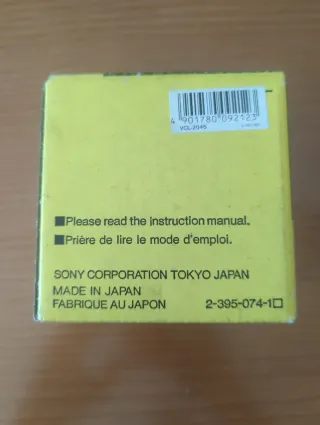 4 901780 092123
VCL-2046
■Please read the instruction manual.
■Prière de lire le mode d'emploi.
SONY CORPORATION TOKYO JAPAN
MADE IN JAPAN
FABRIQUE AU JAPON 2-395-074-1□